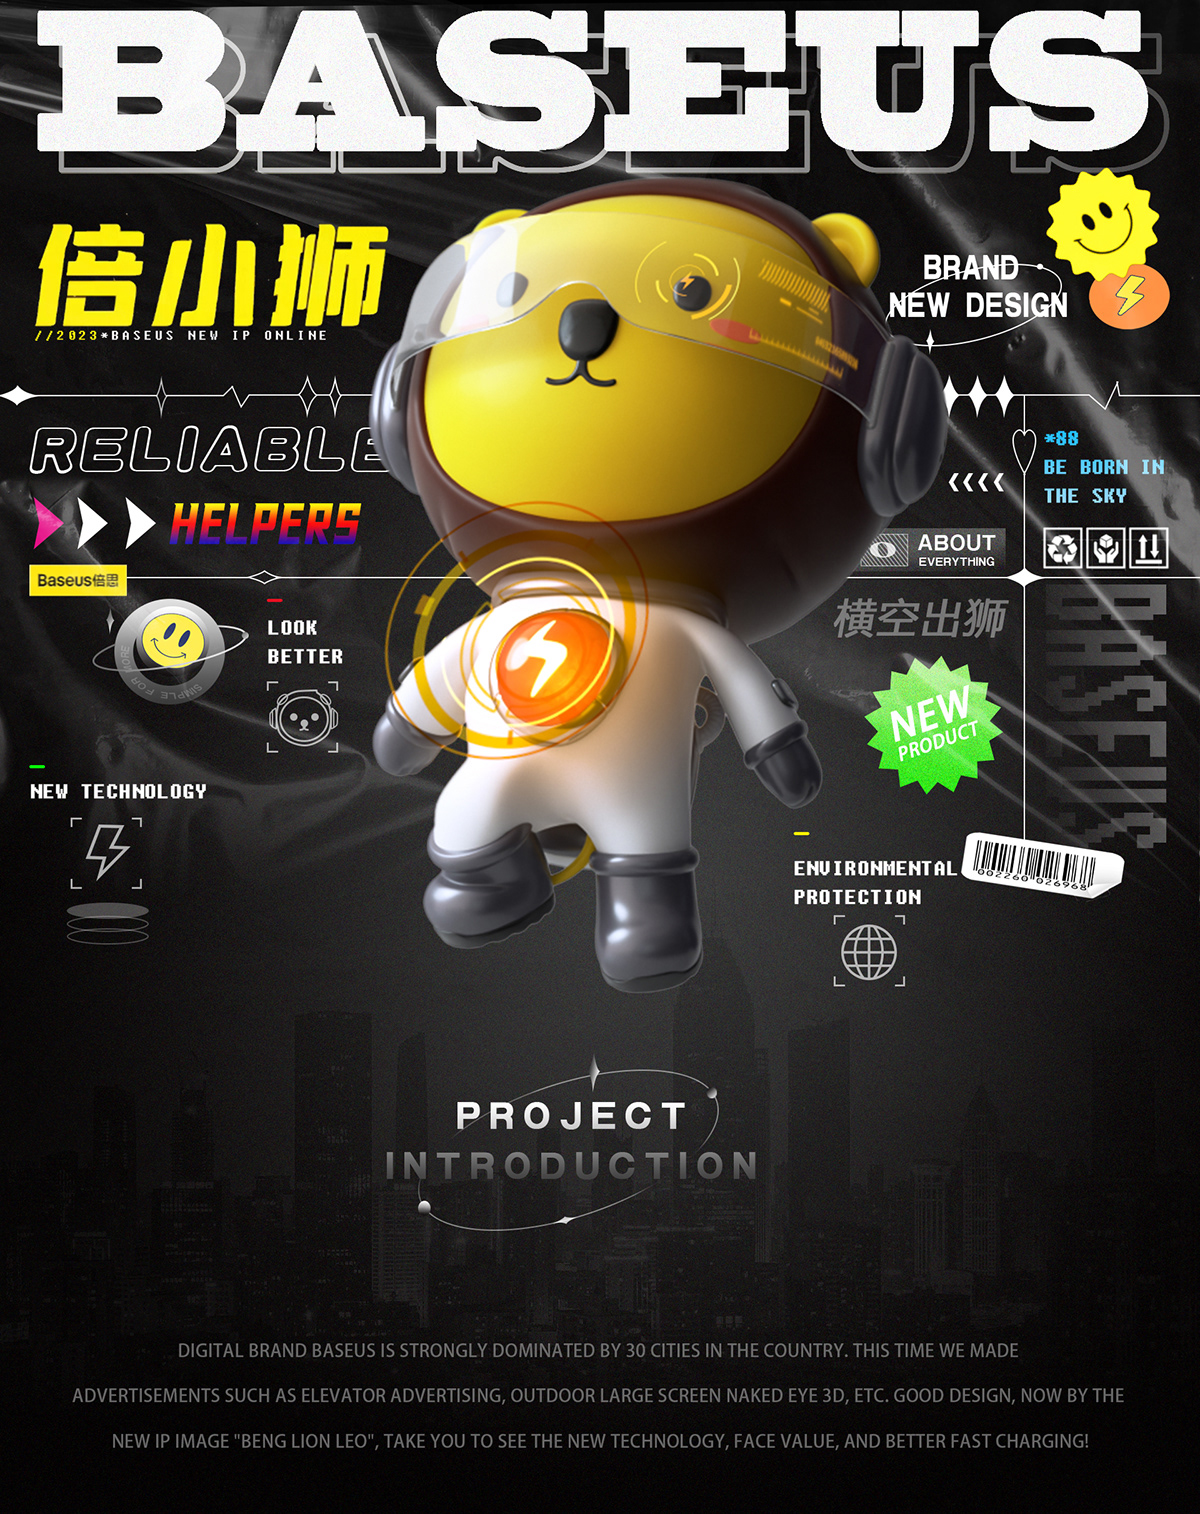 BASEUS
倍小狮
//2023*BASEUS NEW IP ONLINE
BRAND
NEW DESIGN
RELIABLE
HELPERS
*88
BE BORN IN
THE SKY
ABOUT
EVERYTHING
Baseus倍思
横空出狮
BASEUS
LOOK
BETTER
SIMPLE FOR MORE
NEW
PRODUCT
NEW TECHNOLOGY
ENVIRONMENTAL
PROTECTION
002260 026968
PROJECT
INTRODUCTION
DIGITAL BRAND BASEUS IS STRONGLY DOMINATED BY 30 CITIES IN THE COUNTRY. THIS TIME WE MADE
ADVERTISEMENTS SUCH AS ELEVATOR ADVERTISING, OUTDOOR LARGE SCREEN NAKED EYE 3D, ETC. GOOD DESIGN, NOW BY THE
NEW IP IMAGE "BENG LION LEO", TAKE YOU TO SEE THE NEW TECHNOLOGY, FACE VALUE, AND BETTER FAST CHARGING!